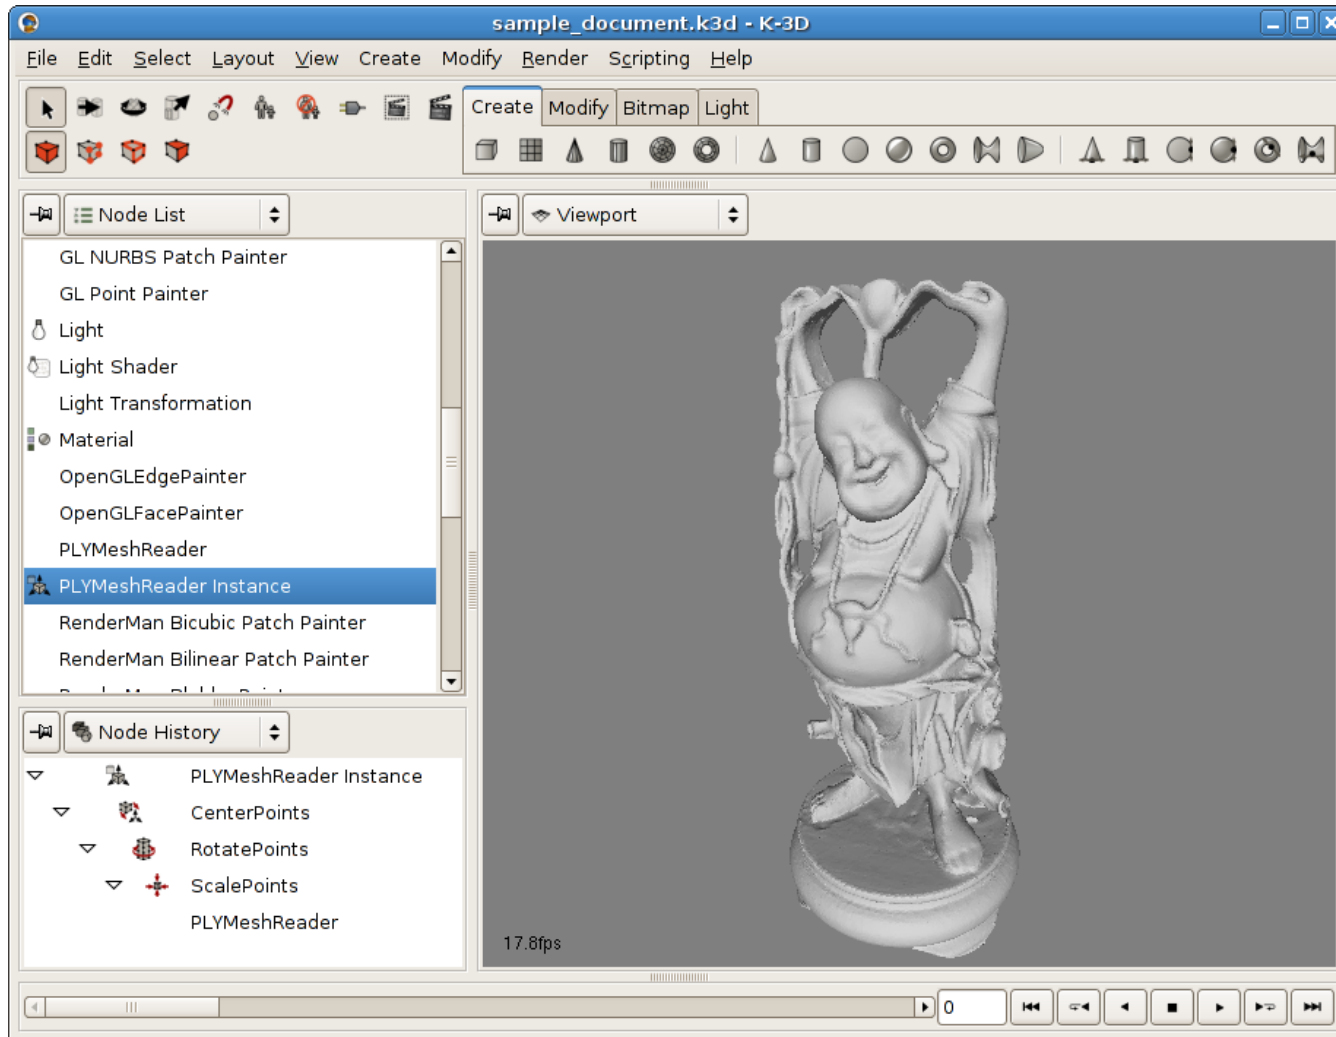 sample_document.k3d - K-3D
File Edit Select Layout View Create Modify Render Scripting Help
Create Modify Bitmap Light
Node List
Viewport
GL NURBS Patch Painter
GL Point Painter
Light
Light Shader
Light Transformation
Material
OpenGLEdgePainter
OpenGLFacePainter
PLYMeshReader
PLYMeshReader Instance
RenderMan Bicubic Patch Painter
RenderMan Bilinear Patch Painter
Node History
PLYMeshReader Instance
CenterPoints
RotatePoints
ScalePoints
PLYMeshReader
17.8fps
0